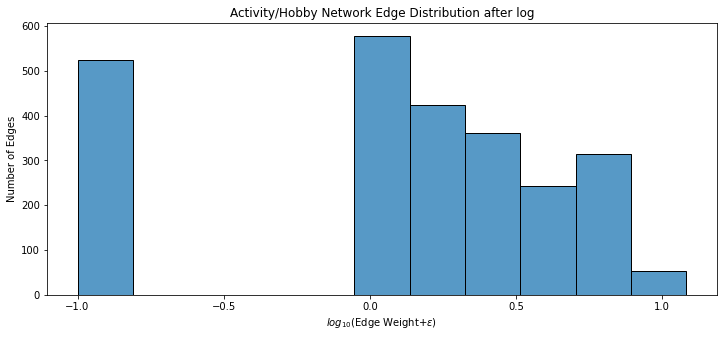 Activity/Hobby Network Edge Distribution after log
600
500
400
300
200
100
0
Number of Edges
−1.0 −0.5 0.0 0.5 1.0
log₁₀(Edge Weight+ε)